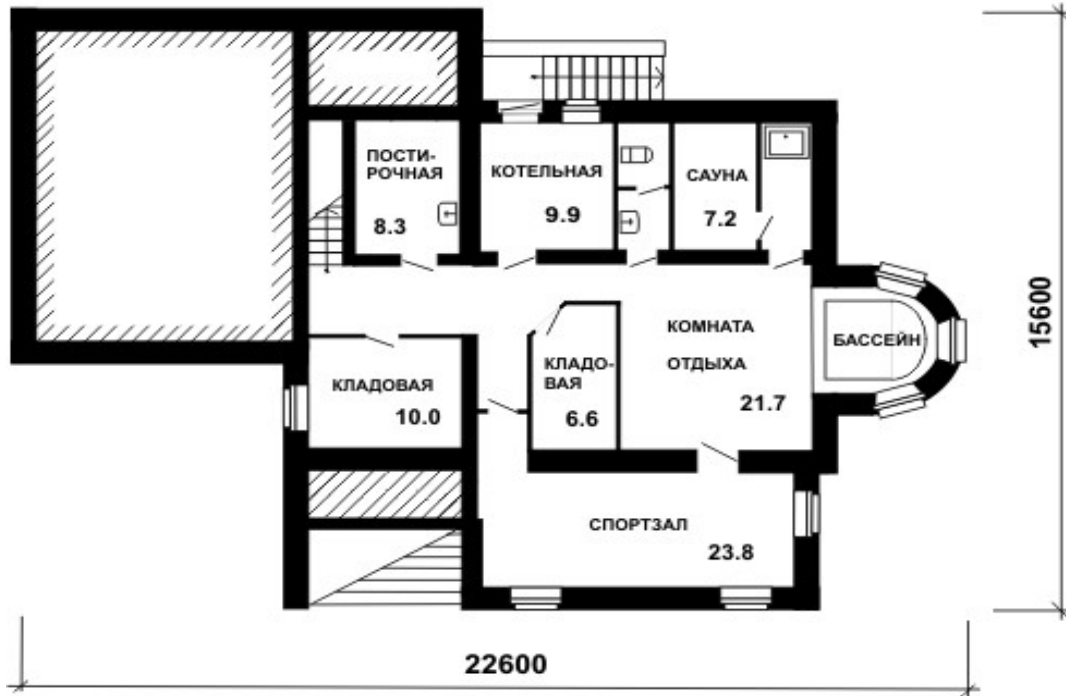 ПОСТИ-
РОЧНАЯ
8.3
КОТЕЛЬНАЯ
9.9
САУНА
7.2
КОМНАТА
ОТДЫХА
21.7
БАССЕЙН
КЛАДОВАЯ
10.0
КЛАДО-
ВАЯ
6.6
СПОРТЗАЛ
23.8
15600
22600